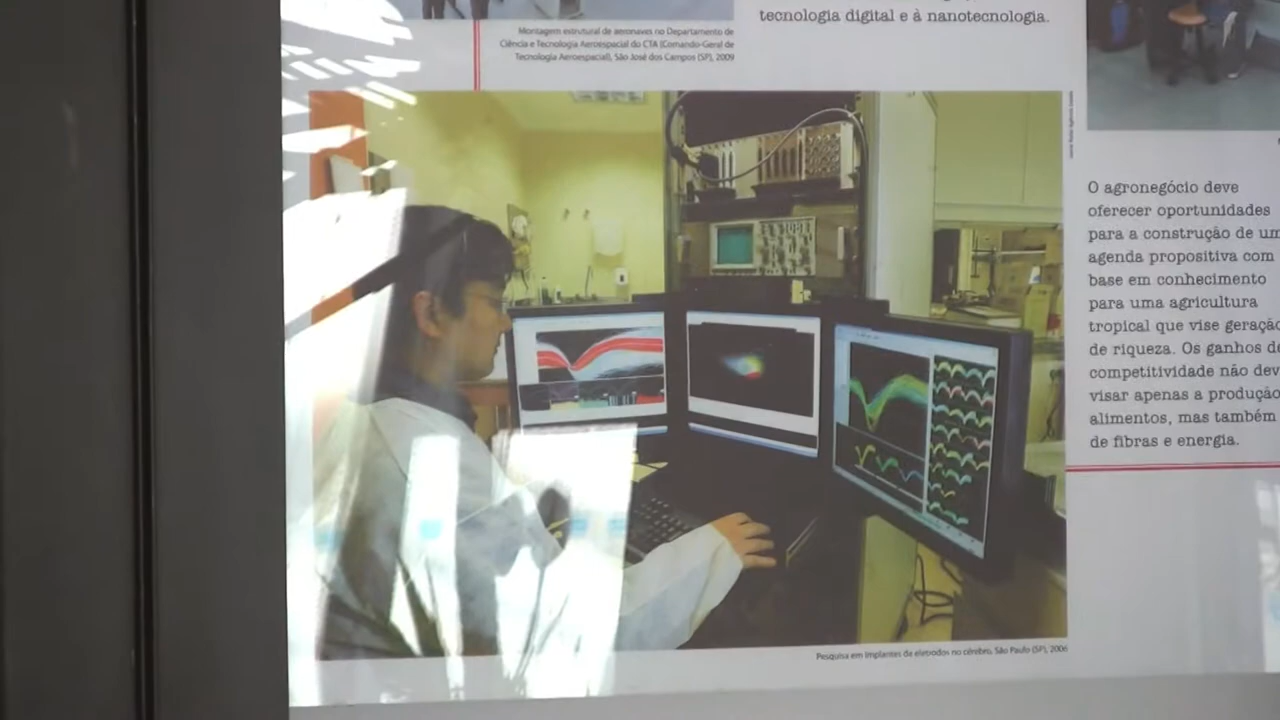 tecnologia digital e à nanotecnologia.
Montagem estrutural de aeronaves no Departamento de
Ciência e Tecnologia Aeroespacial do CTA (Comando-Geral de
Tecnologia Aeroespacial), São José dos Campos (SP), 2009
O agronegócio deve
oferecer oportunidades
para a construção de um
agenda propositiva com
base em conhecimento
para uma agricultura
tropical que vise geração
de riqueza. Os ganhos de
competitividade não dev
visar apenas a produção
alimentos, mas também
de fibras e energia.
Pesquisa em implantes de eletrodos no cérebro, São Paulo (SP), 2006